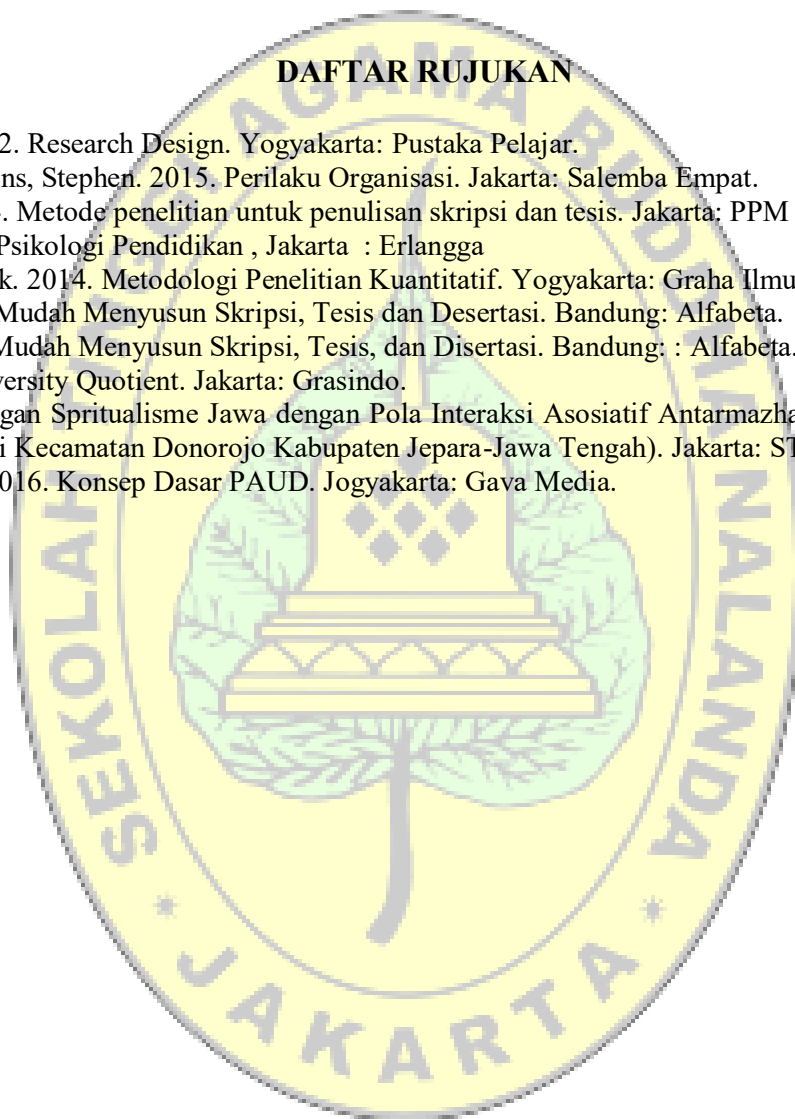 DAFTAR RUJUKAN
2. Research Design. Yogyakarta: Pustaka Pelajar.
ns, Stephen. 2015. Perilaku Organisasi. Jakarta: Salemba Empat.
. Metode penelitian untuk penulisan skripsi dan tesis. Jakarta: PPM
Psikologi Pendidikan , Jakarta : Erlangga
k. 2014. Metodologi Penelitian Kuantitatif. Yogyakarta: Graha Ilmu
Mudah Menyusun Skripsi, Tesis dan Desertasi. Bandung: Alfabeta.
Mudah Menyusun Skripsi, Tesis, dan Disertasi. Bandung: : Alfabeta.
versity Quotient. Jakarta: Grasindo.
gan Spritualisme Jawa dengan Pola Interaksi Asosiatif Antarmazha
i Kecamatan Donorojo Kabupaten Jepara-Jawa Tengah). Jakarta: ST
016. Konsep Dasar PAUD. Jogyakarta: Gava Media.
SEKOLAH TINGGI AGAMA BUDDHA NALANDA
* JAKARTA *